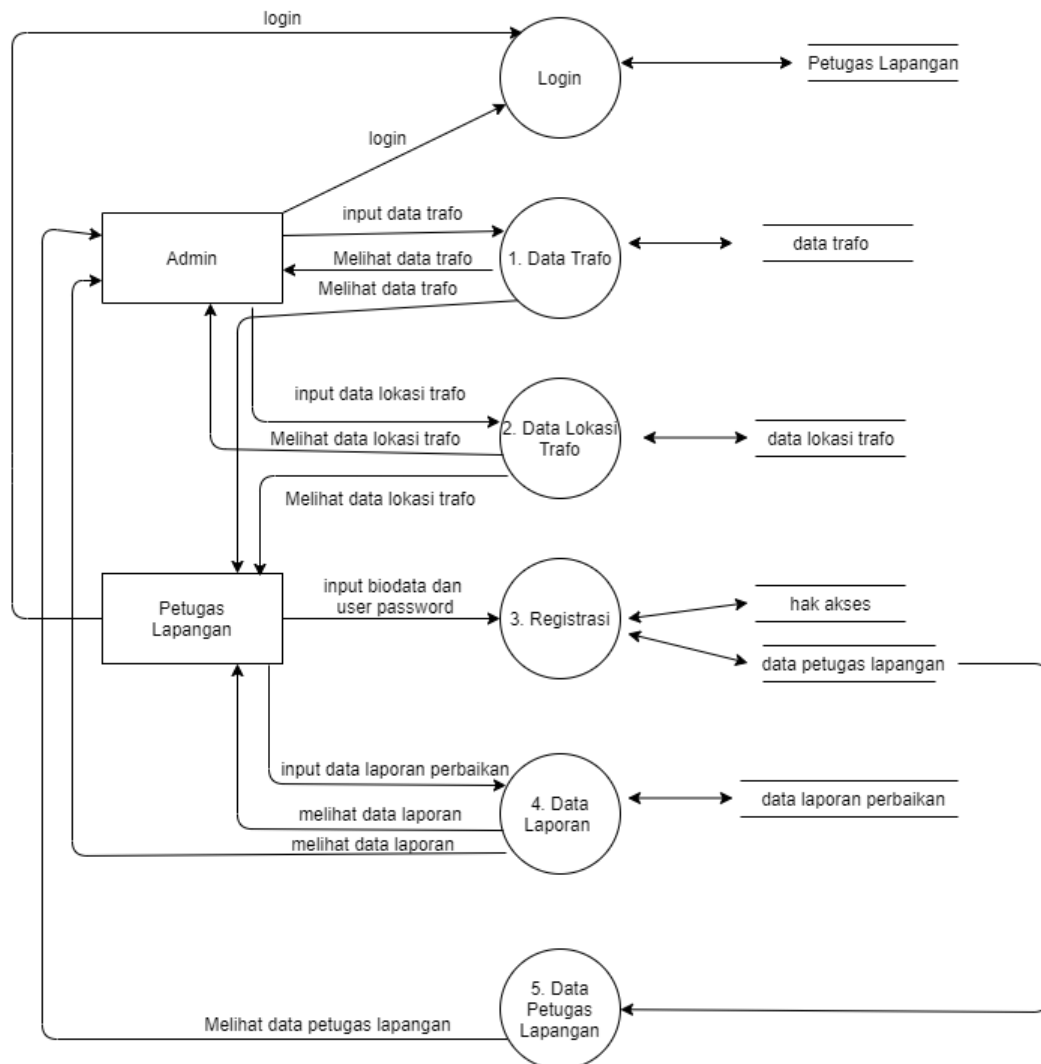 login
Login
Petugas Lapangan
login
Admin
input data trafo
Melihat data trafo
Melihat data trafo
1. Data Trafo
data trafo
input data lokasi trafo
Melihat data lokasi trafo
Melihat data lokasi trafo
2. Data Lokasi
Trafo
data lokasi trafo
Petugas
Lapangan
input biodata dan
user password
3. Registrasi
hak akses
data petugas lapangan
input data laporan perbaikan
melihat data laporan
melihat data laporan
4. Data
Laporan
data laporan perbaikan
Melihat data petugas lapangan
5. Data
Petugas
Lapangan